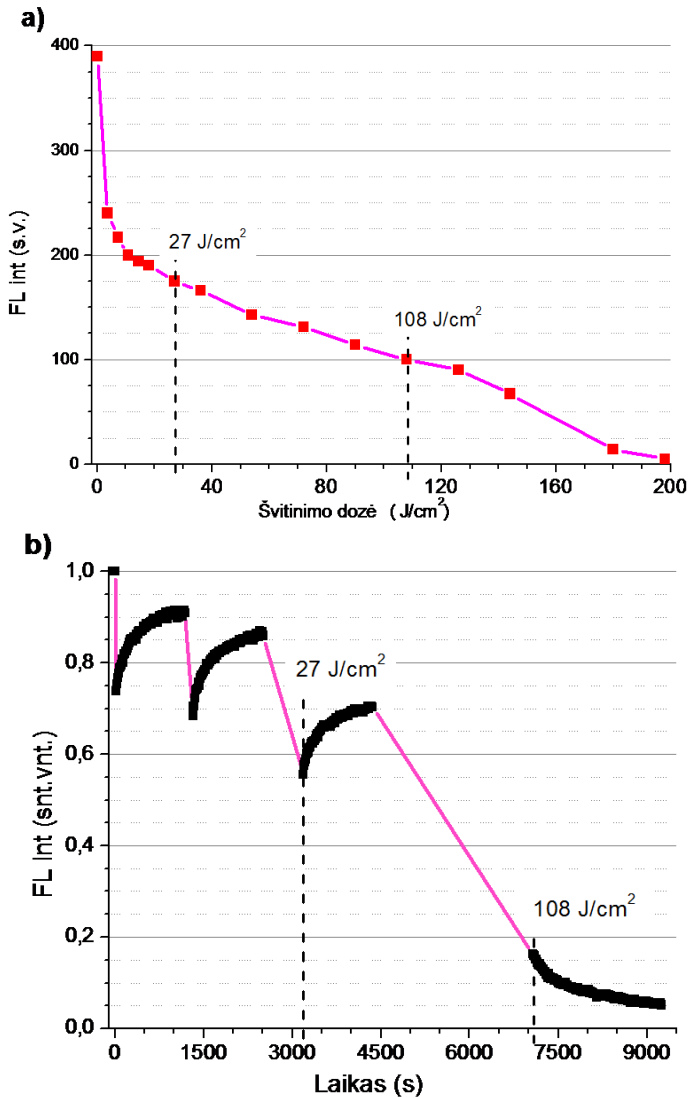 a)
400
300
200
100
0
FL int (s.v.)
27 J/cm²
108 J/cm²
0 40 80 120 160 200
Švitinimo dozė ( J/cm²)
b)
1,0
0,8
0,6
0,4
0,2
0,0
FL Int (snt.vnt.)
27 J/cm²
108 J/cm²
0 1500 3000 4500 6000 7500 9000
Laikas (s)